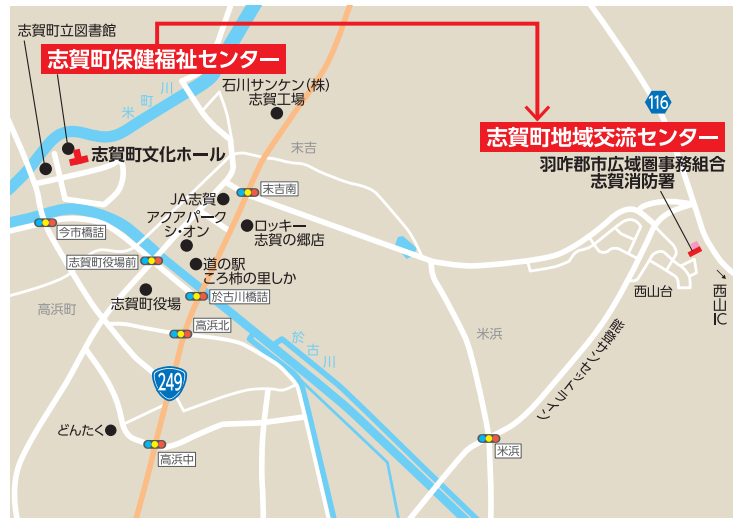 志賀町立図書館
志賀町保健福祉センター
米町川
石川サンケン(株)
志賀工場
116
志賀町地域交流センター
末吉
志賀町文化ホール
羽咋郡市広域圏事務組合
志賀消防署
JA志賀
末吉南
アクアパーク
シ・オン
ロッキー
志賀の郷店
今市橋詰
志賀町役場前
道の駅
ころ柿の里しか
→西山IC
西山台
志賀町役場
於古川橋詰
高浜町
高浜北
米浜
於古川
能登サンセットライン
249
どんたく
高浜中
米浜